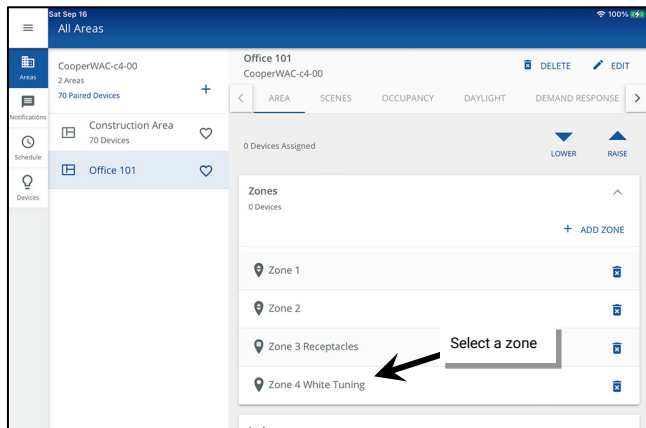 Sat Sep 16
100%
All Areas
Areas
Notifications
Schedule
Devices
CooperWAC-c4-00
2 Areas
70 Paired Devices
+
Construction Area
70 Devices
Office 101
Office 101
CooperWAC-c4-00
DELETE
EDIT
< AREA SCENES OCCUPANCY DAYLIGHT DEMAND RESPONSE >
0 Devices Assigned
LOWER
RAISE
Zones
0 Devices
+ ADD ZONE
Zone 1
Zone 2
Zone 3 Receptacles
Select a zone
Zone 4 White Tuning